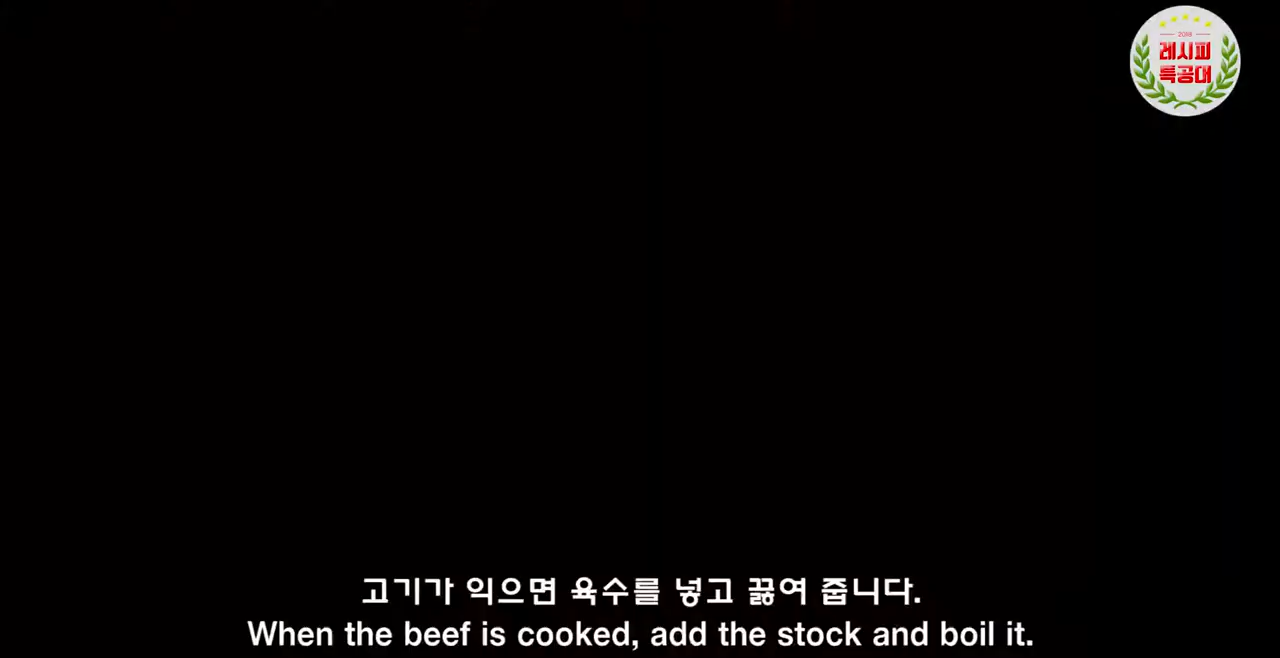 2018
레시피
특공대
고기가 익으면 육수를 넣고 끓여 줍니다.
When the beef is cooked, add the stock and boil it.